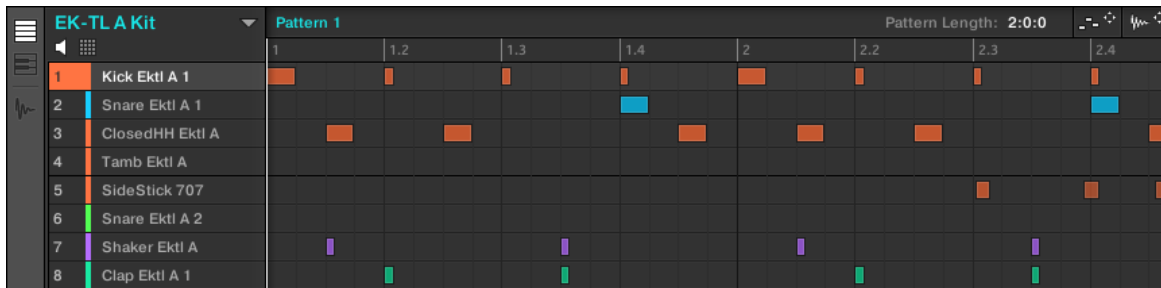 EK-TL A Kit Pattern 1 Pattern Length: 2:0:0
1 1.2 1.3 1.4 2 2.2 2.3 2.4
1 Kick Ektl A 1
2 Snare Ektl A 1
3 ClosedHH Ektl A
4 Tamb Ektl A
5 SideStick 707
6 Snare Ektl A 2
7 Shaker Ektl A
8 Clap Ektl A 1